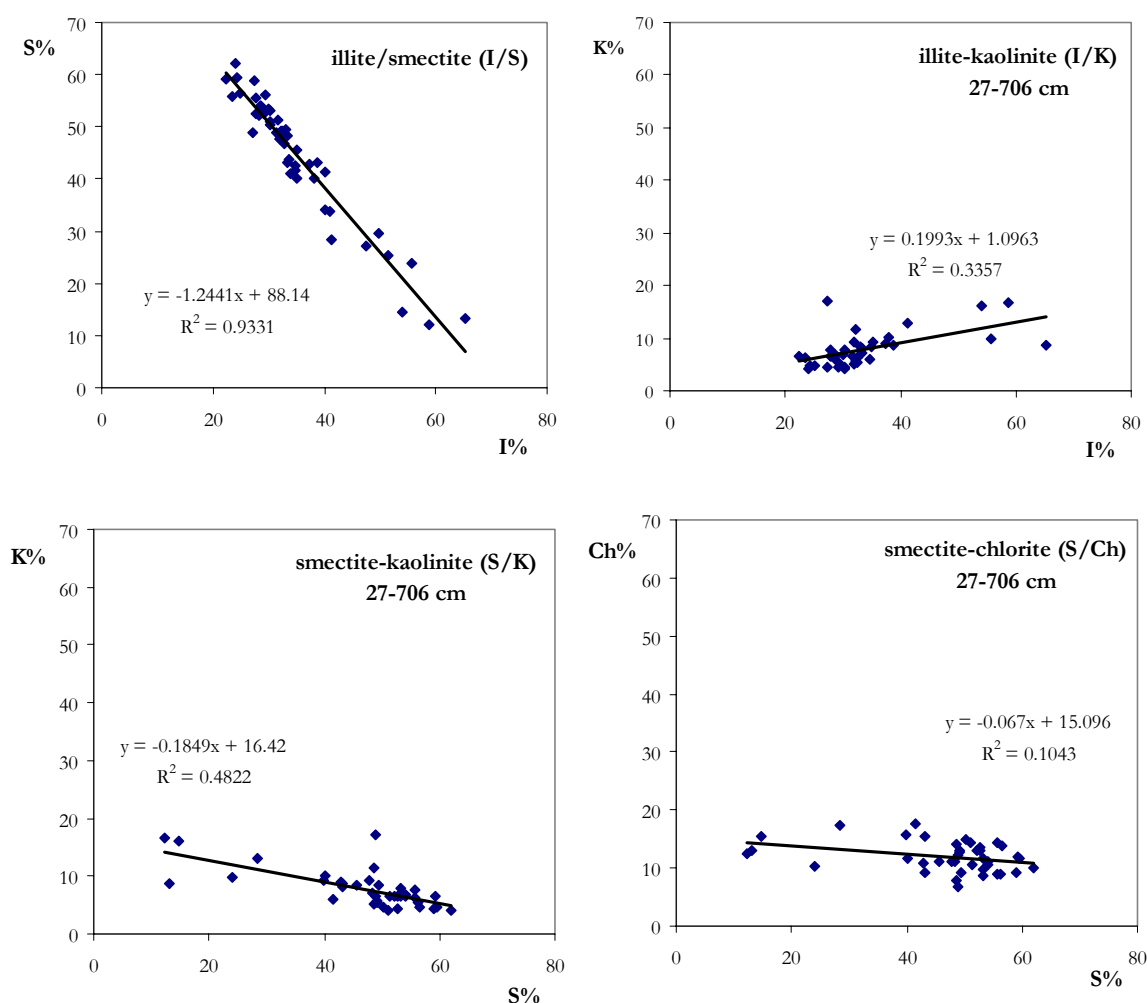 S%
illite/smectite (I/S)
70
60
50
40
30
20
10
0
y = -1.2441x + 88.14
R² = 0.9331
0 20 40 60 80
I%
K%
illite-kaolinite (I/K)
27-706 cm
70
60
50
40
30
20
10
0
y = 0.1993x + 1.0963
R² = 0.3357
0 20 40 60 80
I%
K%
smectite-kaolinite (S/K)
27-706 cm
70
60
50
40
30
20
10
0
y = -0.1849x + 16.42
R² = 0.4822
0 20 40 60 80
S%
Ch%
smectite-chlorite (S/Ch)
27-706 cm
70
60
50
40
30
20
10
0
y = -0.067x + 15.096
R² = 0.1043
0 20 40 60 80
S%